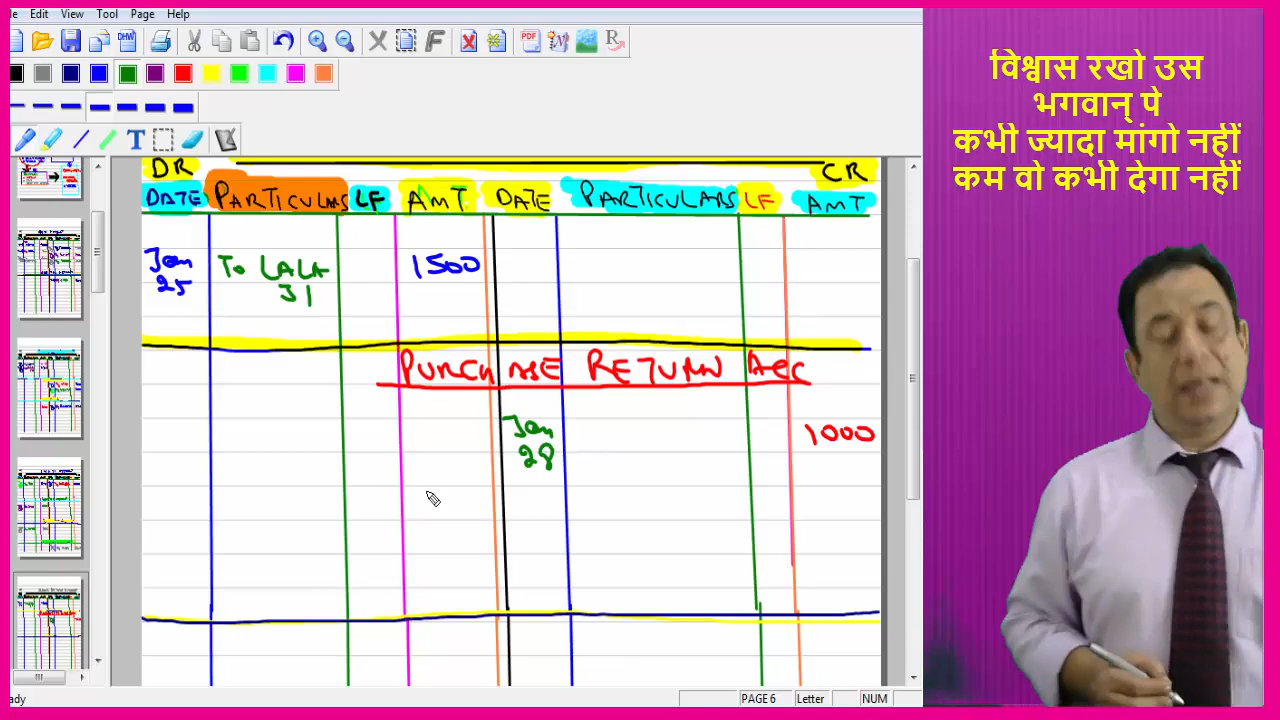 Edit View Tool Page Help
विश्वास रखो उस
भगवान् पे
कभी ज्यादा मांगो नहीं
कम वो कभी देगा नहीं
DR CR
DATE PARTICULARS LF AMT DATE PARTICULARS LF AMT
Jan 25 To LALA 31 1500
PURCHASE RETURN Acc
Jan 28 1000
PAGE 6 Letter NUM